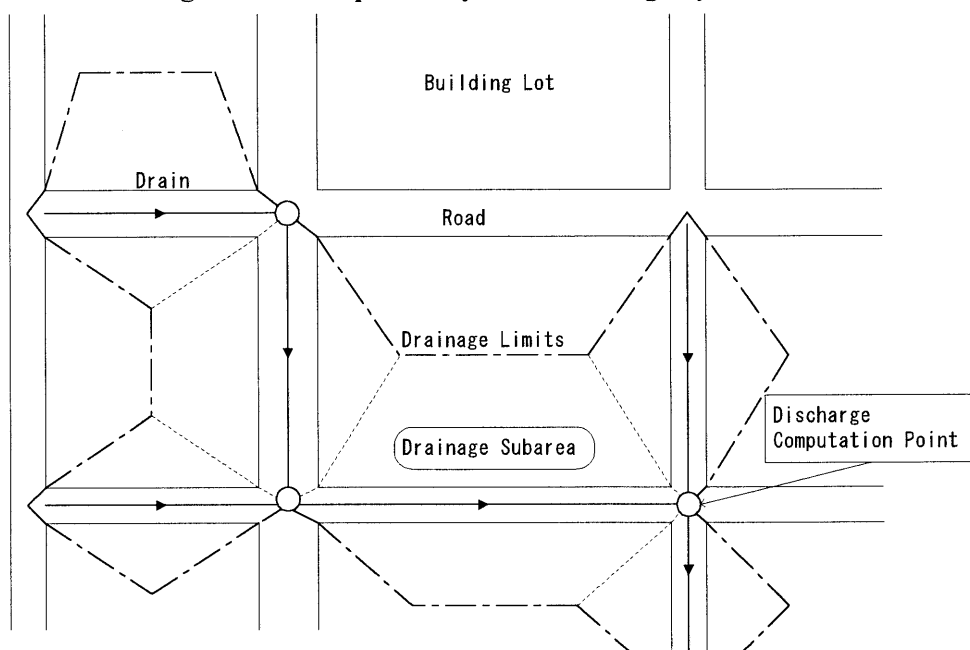 Building Lot
Drain
Road
Drainage Limits
Drainage Subarea
Discharge
Computation Point